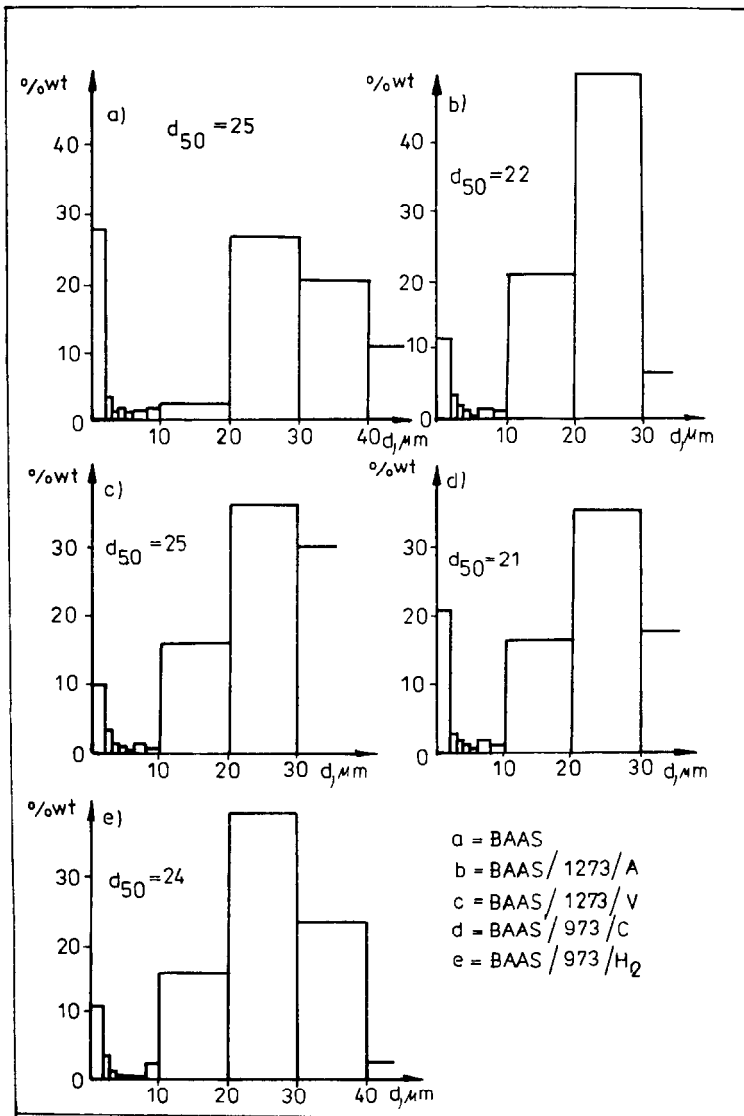 %wt
a)
d50 = 25
40
30
20
10
0
10 20 30 40 d,μm
%wt
b)
d50 = 22
40
30
20
10
0
10 20 30 d,μm
%wt
c)
d50 = 25
30
20
10
0
10 20 30 d,μm
%wt
d)
d50 = 21
30
20
10
0
10 20 30 d,μm
%wt
e)
d50 = 24
30
20
10
0
10 20 30 40 d,μm
a = BAAS
b = BAAS/1273/A
c = BAAS/1273/V
d = BAAS/973/C
e = BAAS/973/H2